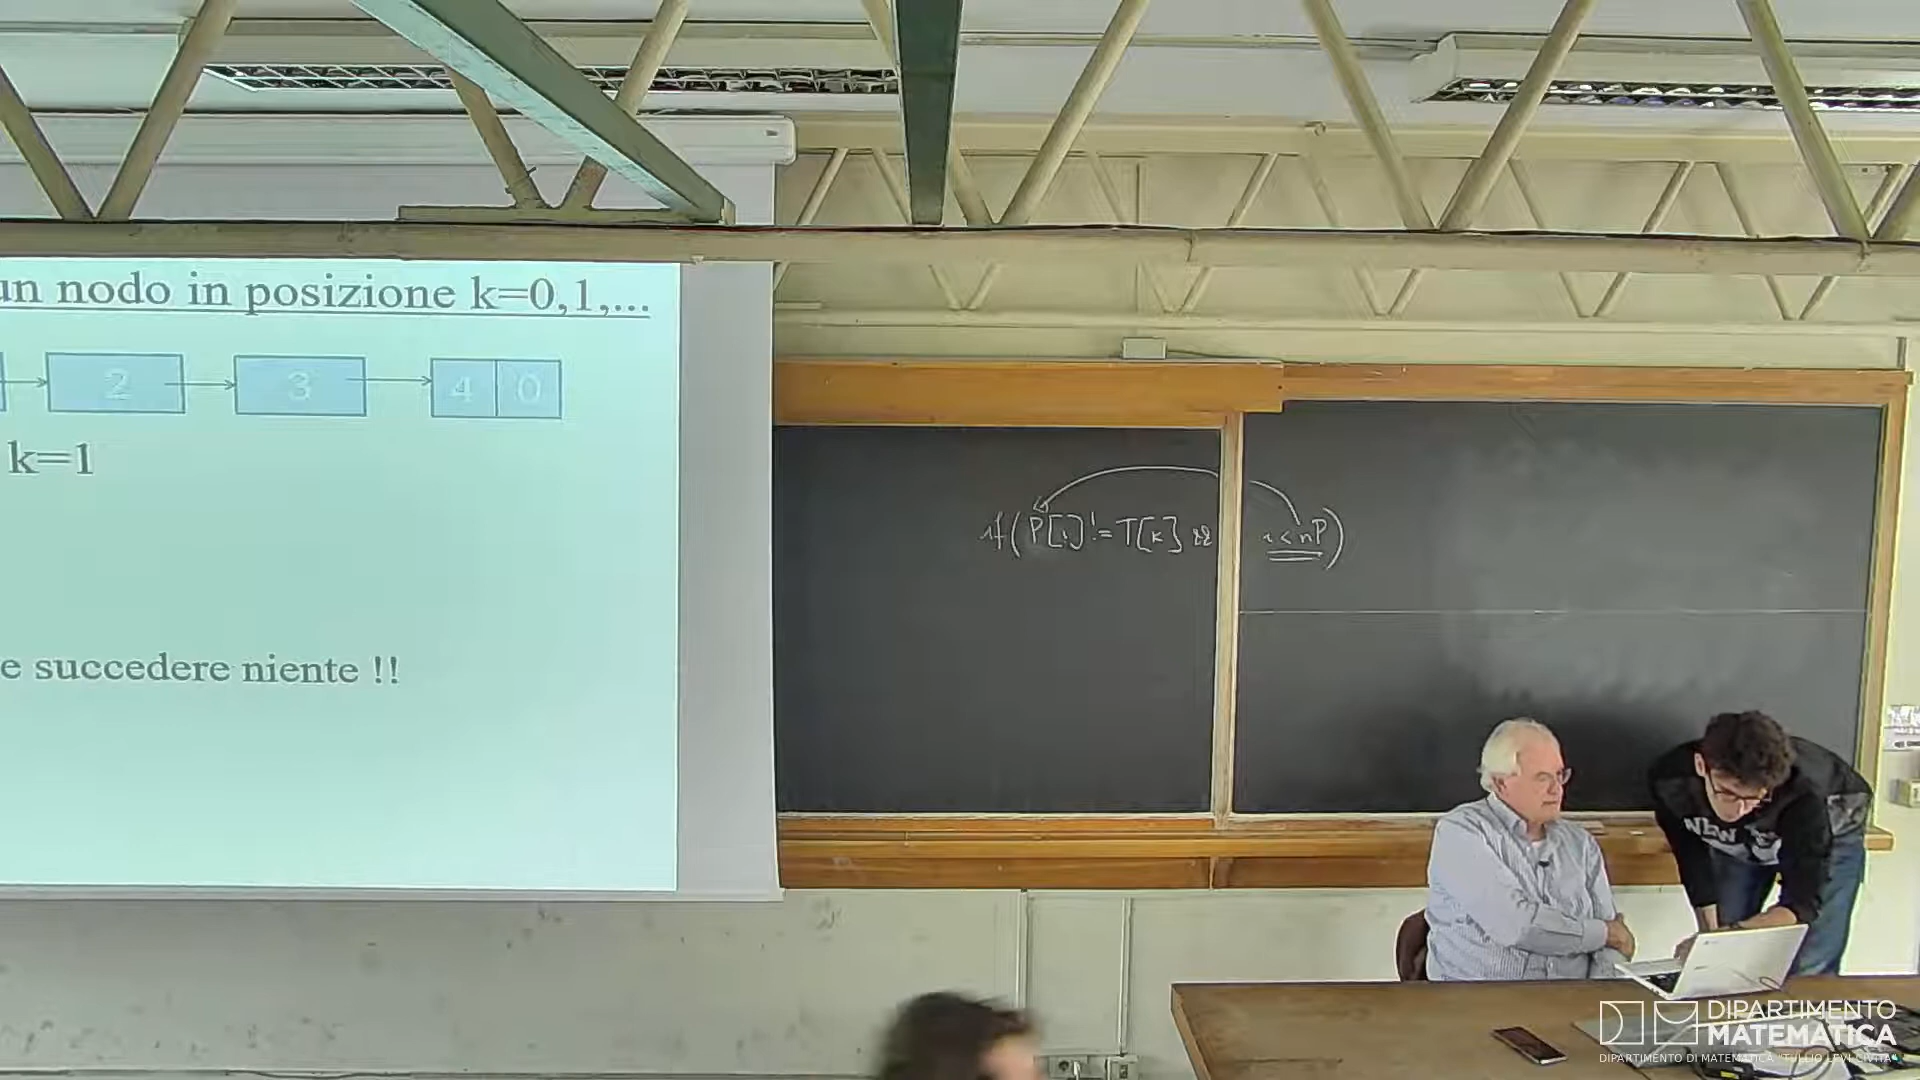 un nodo in posizione k=0,1,...
2 3 4 0
k=1
e succedere niente !!
if(P[i]!=T[k] && i<nP)
NEW
DIPARTIMENTO
MATEMATICA
DIPARTIMENTO DI MATEMATICA "TULLIO LEVI-CIVITA"